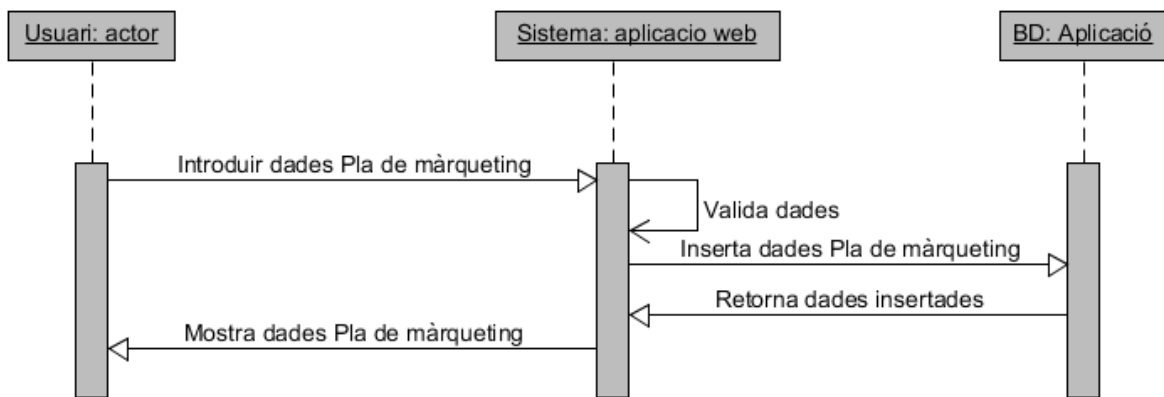 Usuari: actor
Sistema: aplicacio web
BD: Aplicació
Introduir dades Pla de màrqueting
Valida dades
Inserta dades Pla de màrqueting
Retorna dades insertades
Mostra dades Pla de màrqueting